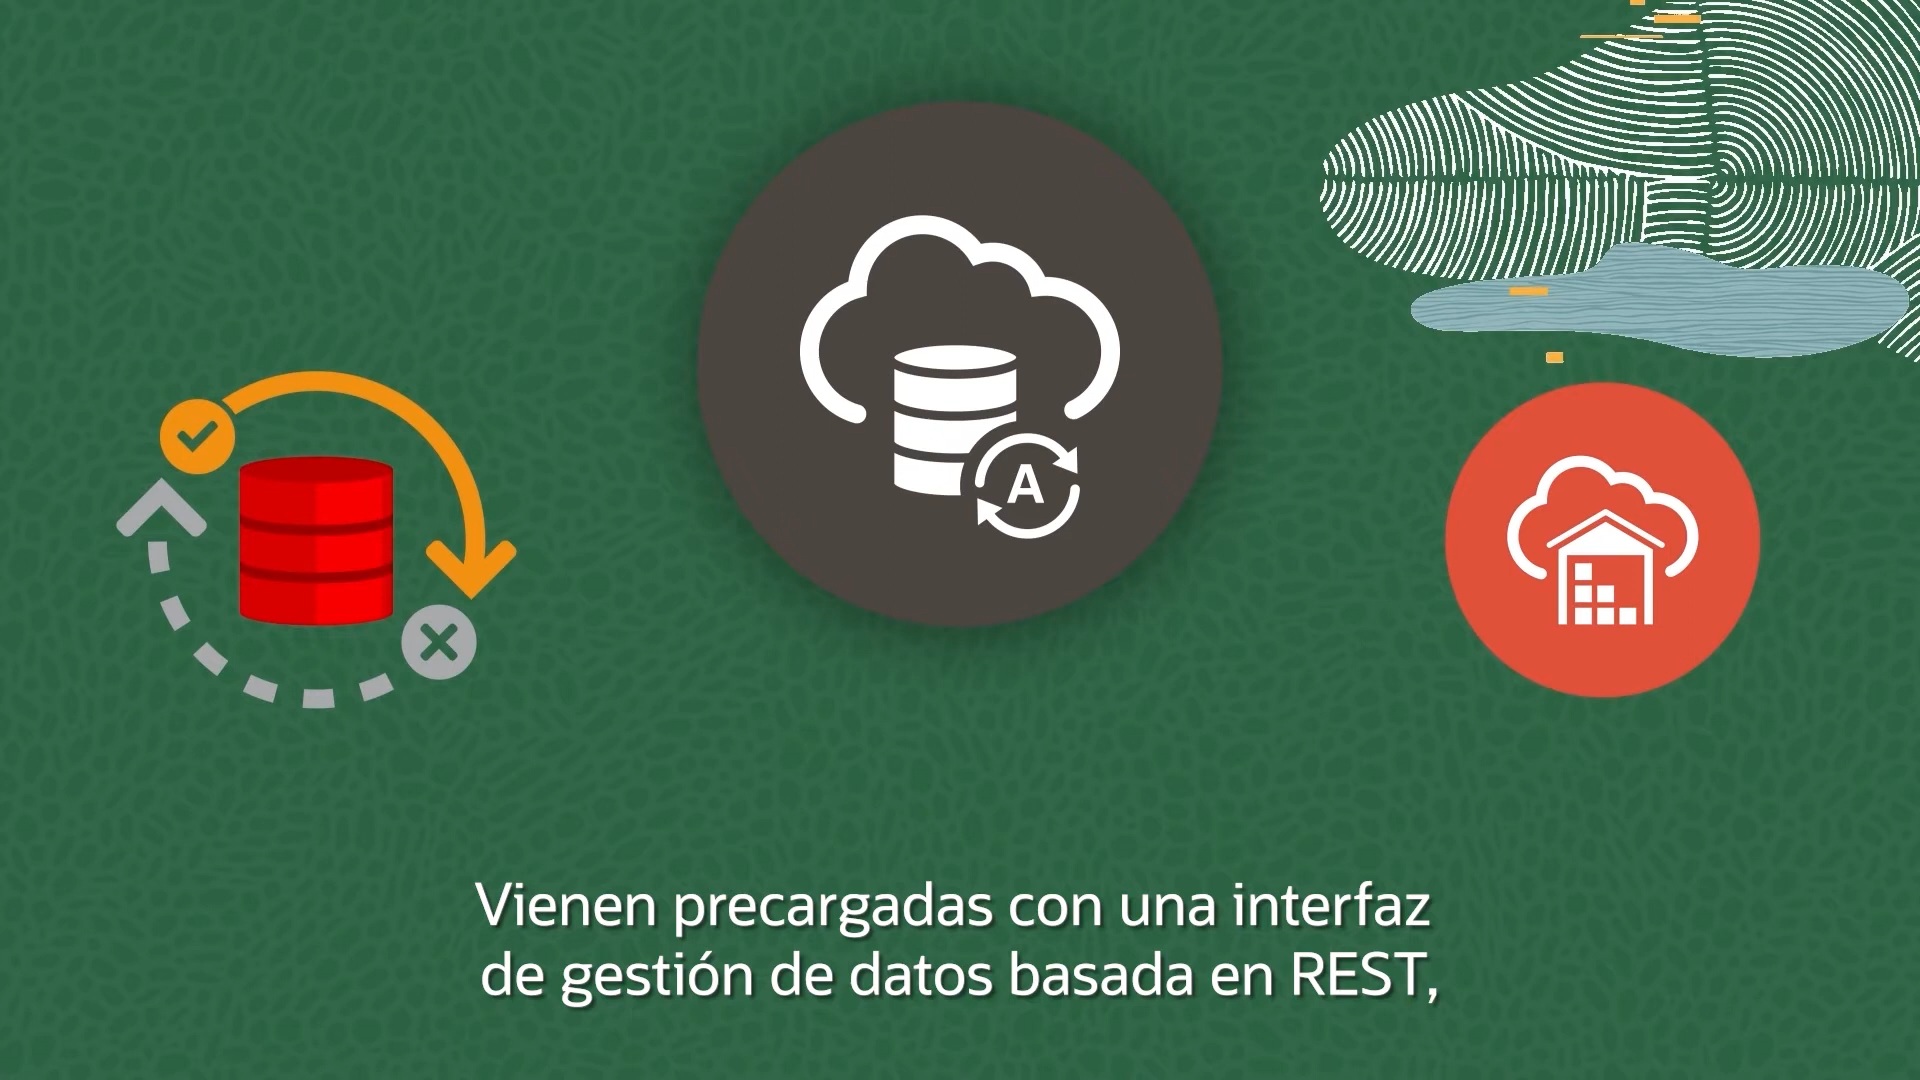 A
Vienen precargadas con una interfaz
de gestión de datos basada en REST,